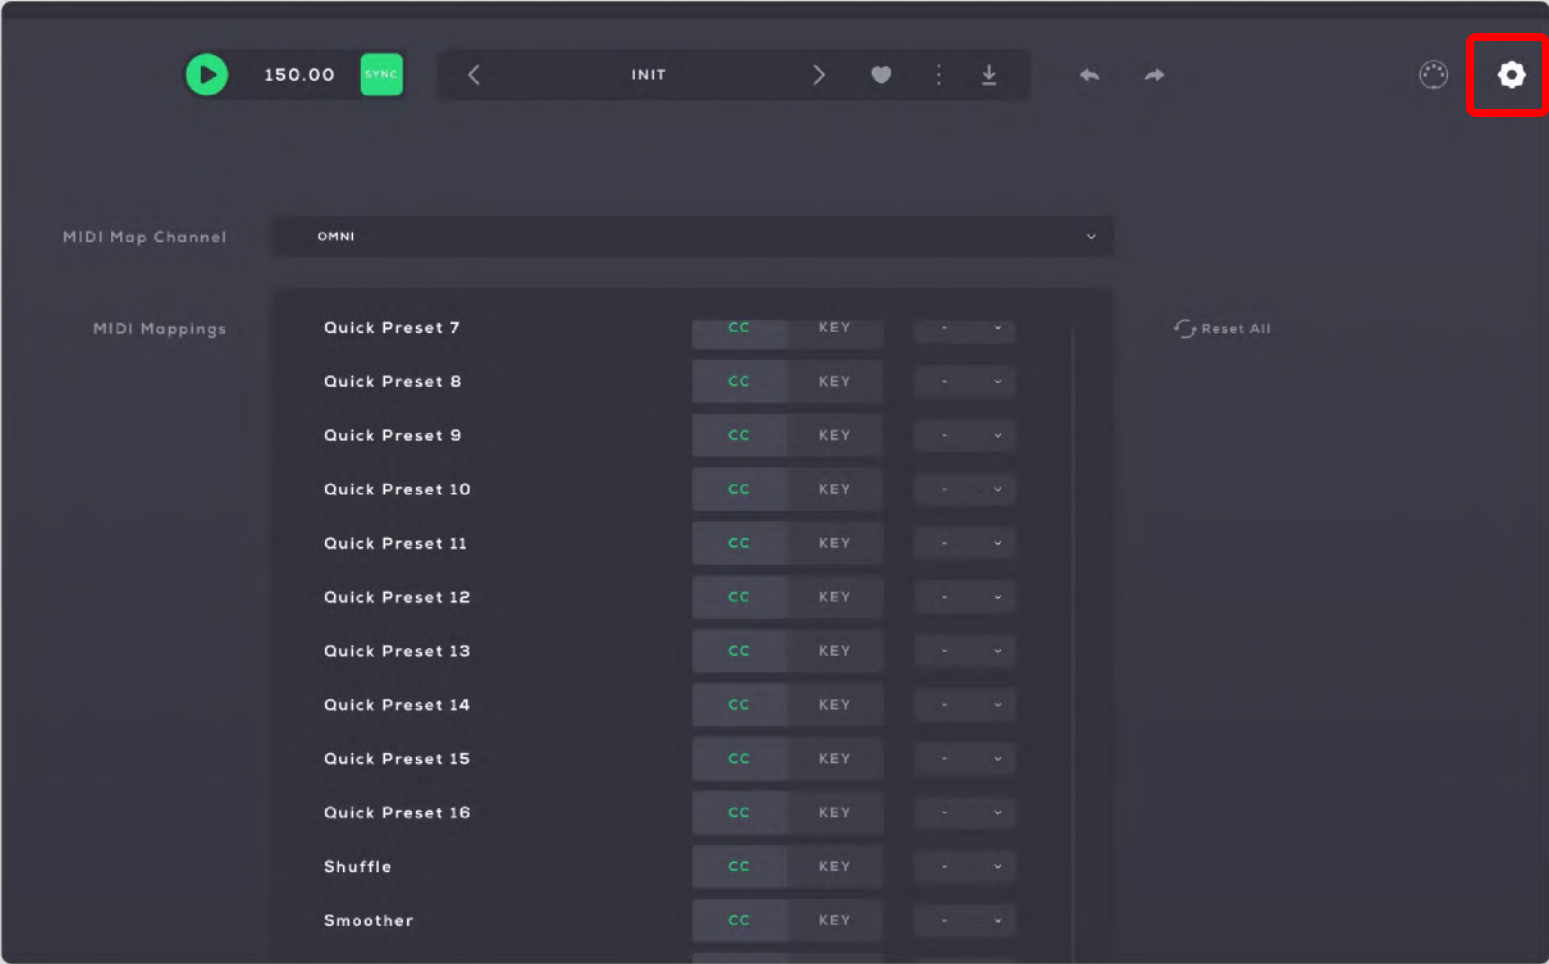 150.00 SYNC INIT
MIDI Map Channel OMNI
MIDI Mappings Quick Preset 7 CC KEY - Reset All
Quick Preset 8 CC KEY -
Quick Preset 9 CC KEY -
Quick Preset 10 CC KEY -
Quick Preset 11 CC KEY -
Quick Preset 12 CC KEY -
Quick Preset 13 CC KEY -
Quick Preset 14 CC KEY -
Quick Preset 15 CC KEY -
Quick Preset 16 CC KEY -
Shuffle CC KEY -
Smoother CC KEY -